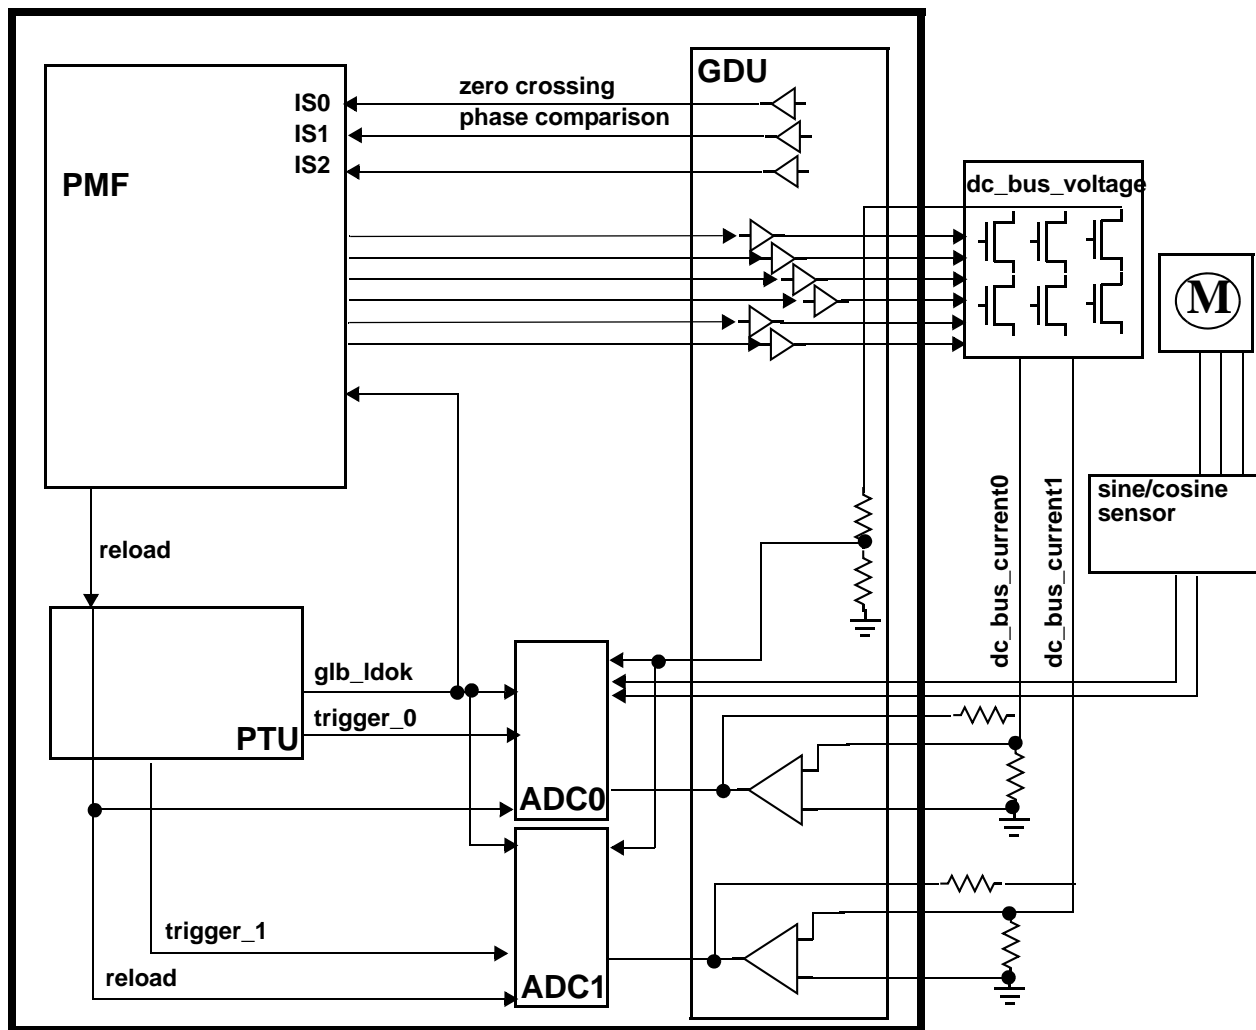 GDU
zero crossing
IS0
phase comparison
IS1
IS2
PMF
dc_bus_voltage
M
dc_bus_current0
dc_bus_current1
sine/cosine
sensor
reload
glb_ldok
trigger_0
PTU
ADC0
trigger_1
reload
ADC1